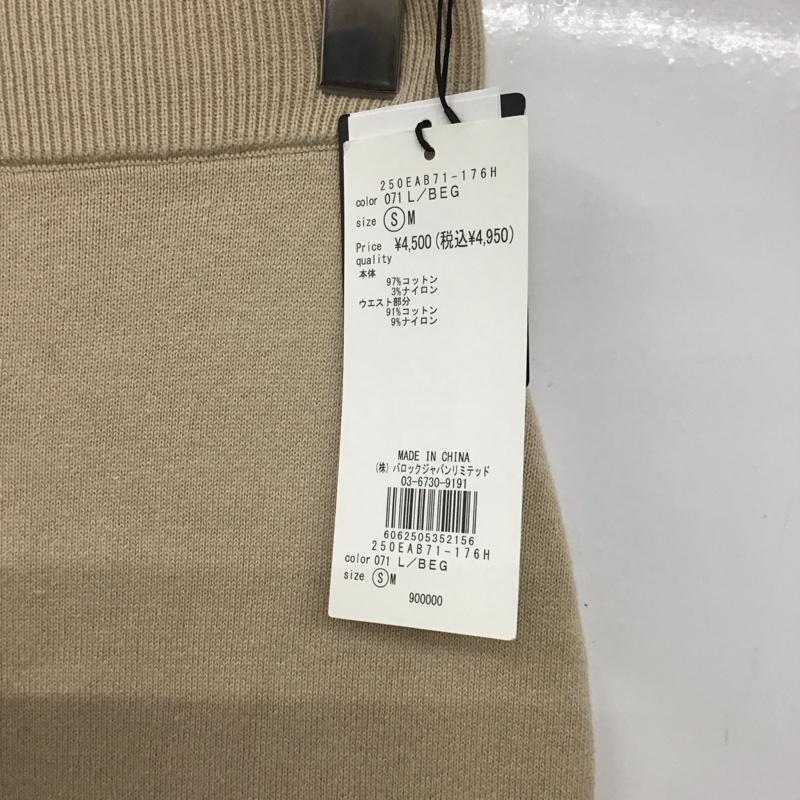 250EAB71-176H
color 071 L/BEG
size Ⓢ M
Price ¥4,500(税込¥4,950)
quality
本体
97%コットン
3%ナイロン
ウエスト部分
91%コットン
9%ナイロン
MADE IN CHINA
(株)バロックジャパンリミテッド
03-6730-9191
6062505352156
250EAB71-176H
color 071 L/BEG
size Ⓢ M
900000